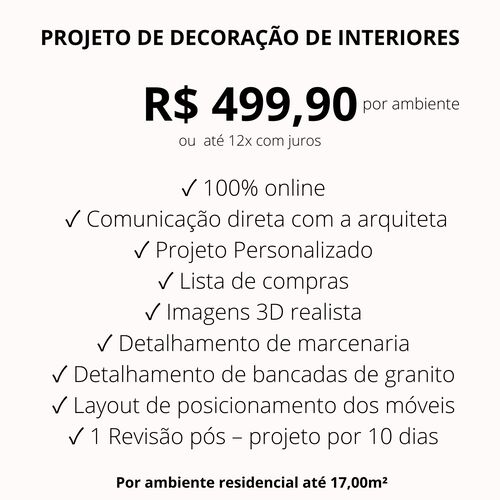 PROJETO DE DECORAÇÃO DE INTERIORES
R$ 499,90 por ambiente
ou até 12x com juros
✓ 100% online
✓ Comunicação direta com a arquiteta
✓ Projeto Personalizado
✓ Lista de compras
✓ Imagens 3D realista
✓ Detalhamento de marcenaria
✓ Detalhamento de bancadas de granito
✓ Layout de posicionamento dos móveis
✓ 1 Revisão pós – projeto por 10 dias
Por ambiente residencial até 17,00m²